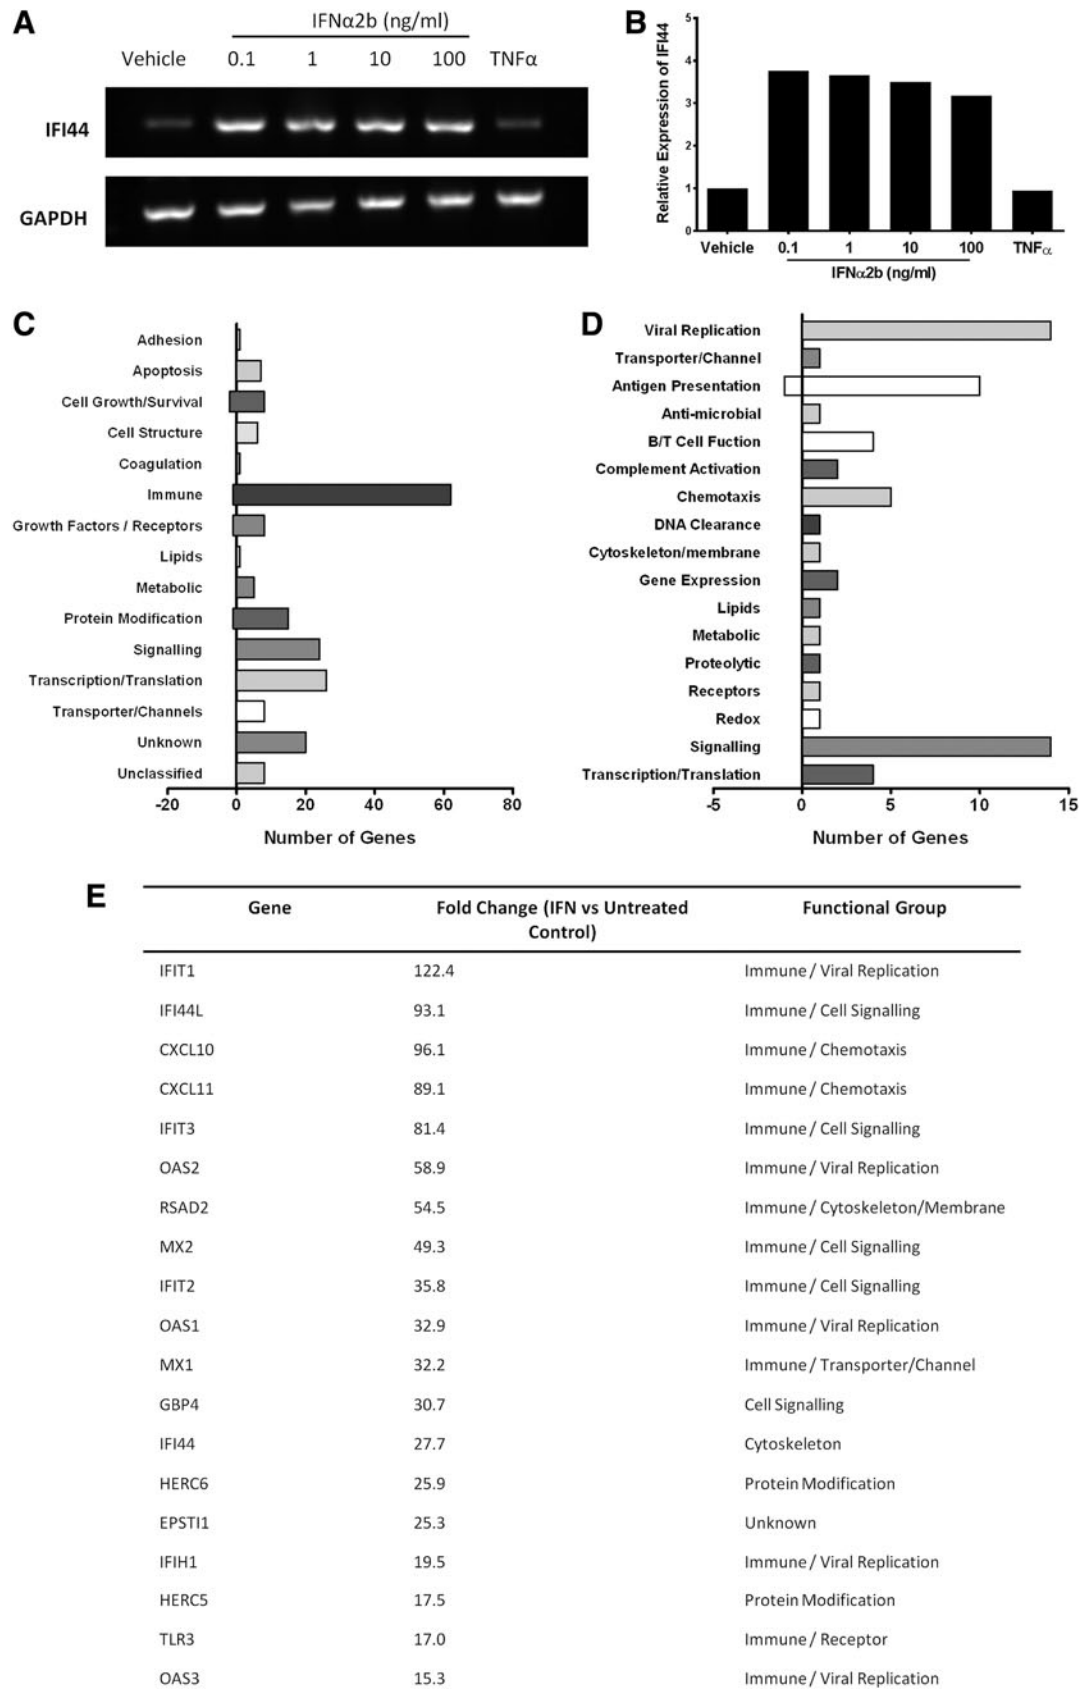 A
IFNα2b (ng/ml)
Vehicle 0.1 1 10 100 TNFα
IFI44
GAPDH
B
Relative Expression of IFI44
5
4
3
2
1
0
Vehicle 0.1 1 10 100 TNFα
IFNα2b (ng/ml)
C
Adhesion
Apoptosis
Cell Growth/Survival
Cell Structure
Coagulation
Immune
Growth Factors / Receptors
Lipids
Metabolic
Protein Modification
Signalling
Transcription/Translation
Transporter/Channels
Unknown
Unclassified
-20 0 20 40 60 80
Number of Genes
D
Viral Replication
Transporter/Channel
Antigen Presentation
Anti-microbial
B/T Cell Fuction
Complement Activation
Chemotaxis
DNA Clearance
Cytoskeleton/membrane
Gene Expression
Lipids
Metabolic
Proteolytic
Receptors
Redox
Signalling
Transcription/Translation
-5 0 5 10 15
Number of Genes
E
Gene Fold Change (IFN vs Untreated Functional Group
Control)
IFIT1 122.4 Immune / Viral Replication
IFI44L 93.1 Immune / Cell Signalling
CXCL10 96.1 Immune / Chemotaxis
CXCL11 89.1 Immune / Chemotaxis
IFIT3 81.4 Immune / Cell Signalling
OAS2 58.9 Immune / Viral Replication
RSAD2 54.5 Immune / Cytoskeleton/Membrane
MX2 49.3 Immune / Cell Signalling
IFIT2 35.8 Immune / Cell Signalling
OAS1 32.9 Immune / Viral Replication
MX1 32.2 Immune / Transporter/Channel
GBP4 30.7 Cell Signalling
IFI44 27.7 Cytoskeleton
HERC6 25.9 Protein Modification
EPSTI1 25.3 Unknown
IFIH1 19.5 Immune / Viral Replication
HERC5 17.5 Protein Modification
TLR3 17.0 Immune / Receptor
OAS3 15.3 Immune / Viral Replication